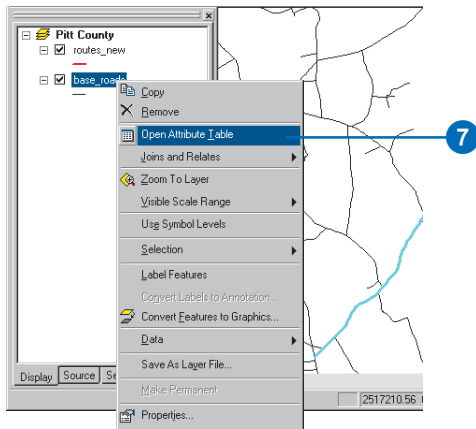 Pitt County
routes_new
base_roads
Copy
Remove
Open Attribute Table
7
Joins and Relates
Zoom To Layer
Visible Scale Range
Use Symbol Levels
Selection
Label Features
Convert Labels to Annotation...
Convert Features to Graphics...
Data
Save As Layer File...
Make Permanent
Properties...
Display
Source
Se
2517210.56